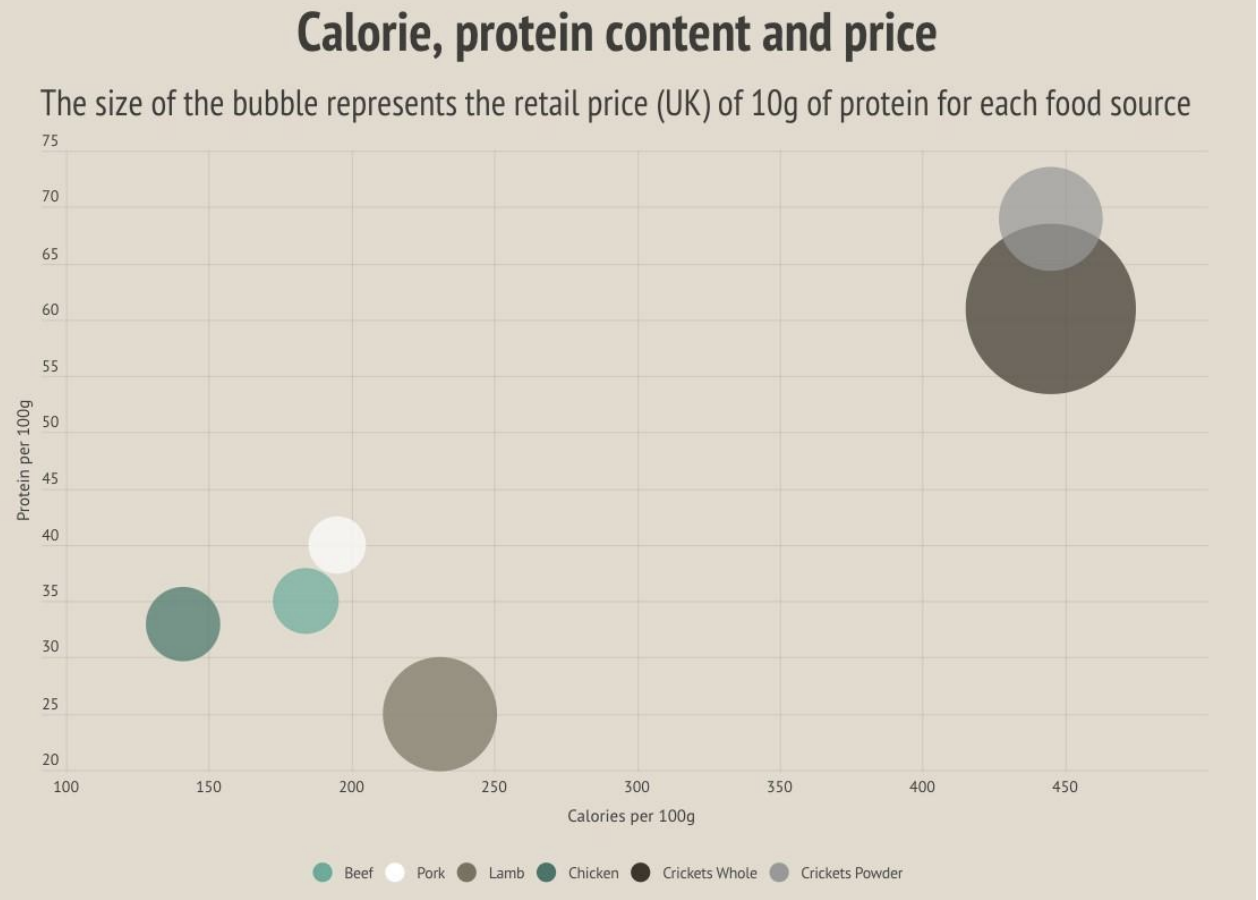 Calorie, protein content and price
The size of the bubble represents the retail price (UK) of 10g of protein for each food source
75
70
65
60
55
50
45
40
35
30
25
20
Protein per 100g
100 150 200 250 300 350 400 450
Calories per 100g
Beef Pork Lamb Chicken Crickets Whole Crickets Powder